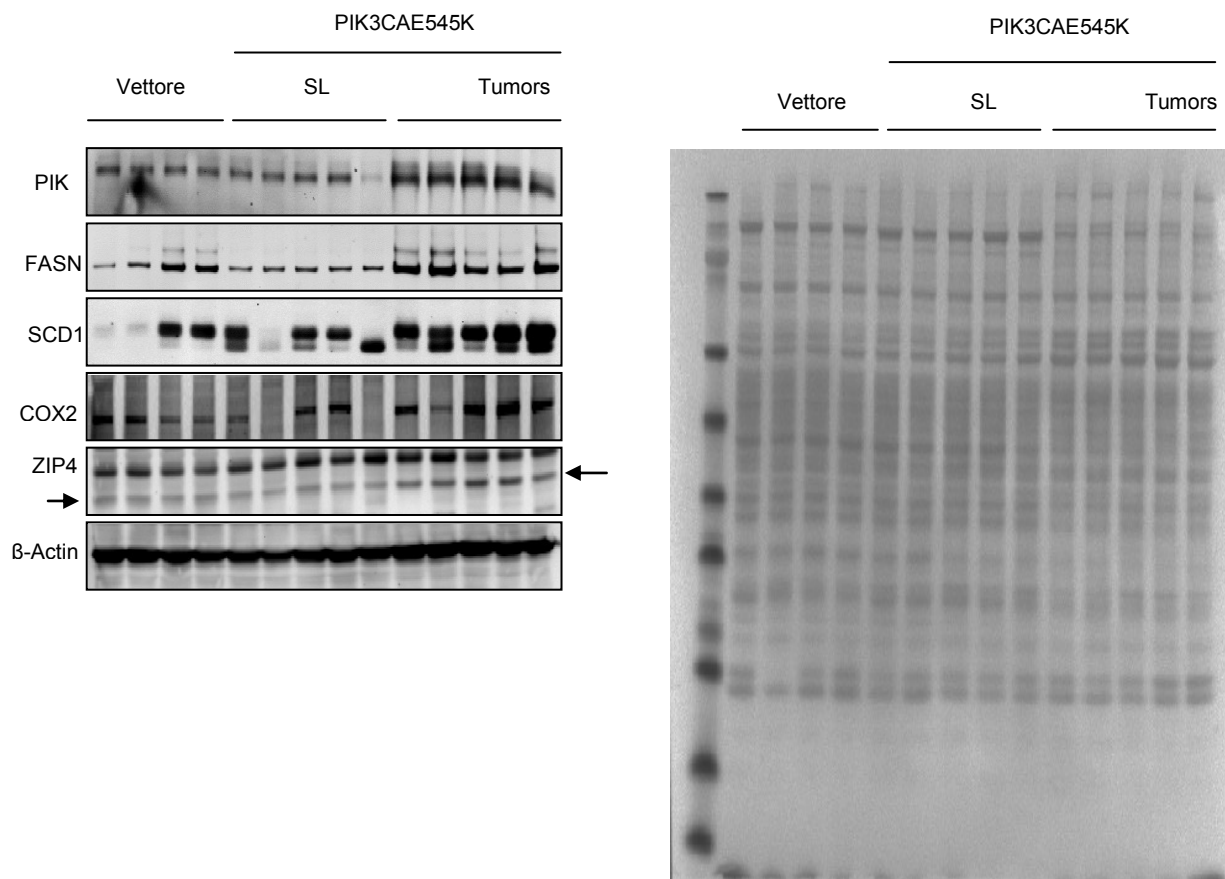 PIK3CAE545K
Vettore SL Tumors
PIK
FASN
SCD1
COX2
ZIP4
ß-Actin
PIK3CAE545K
Vettore SL Tumors